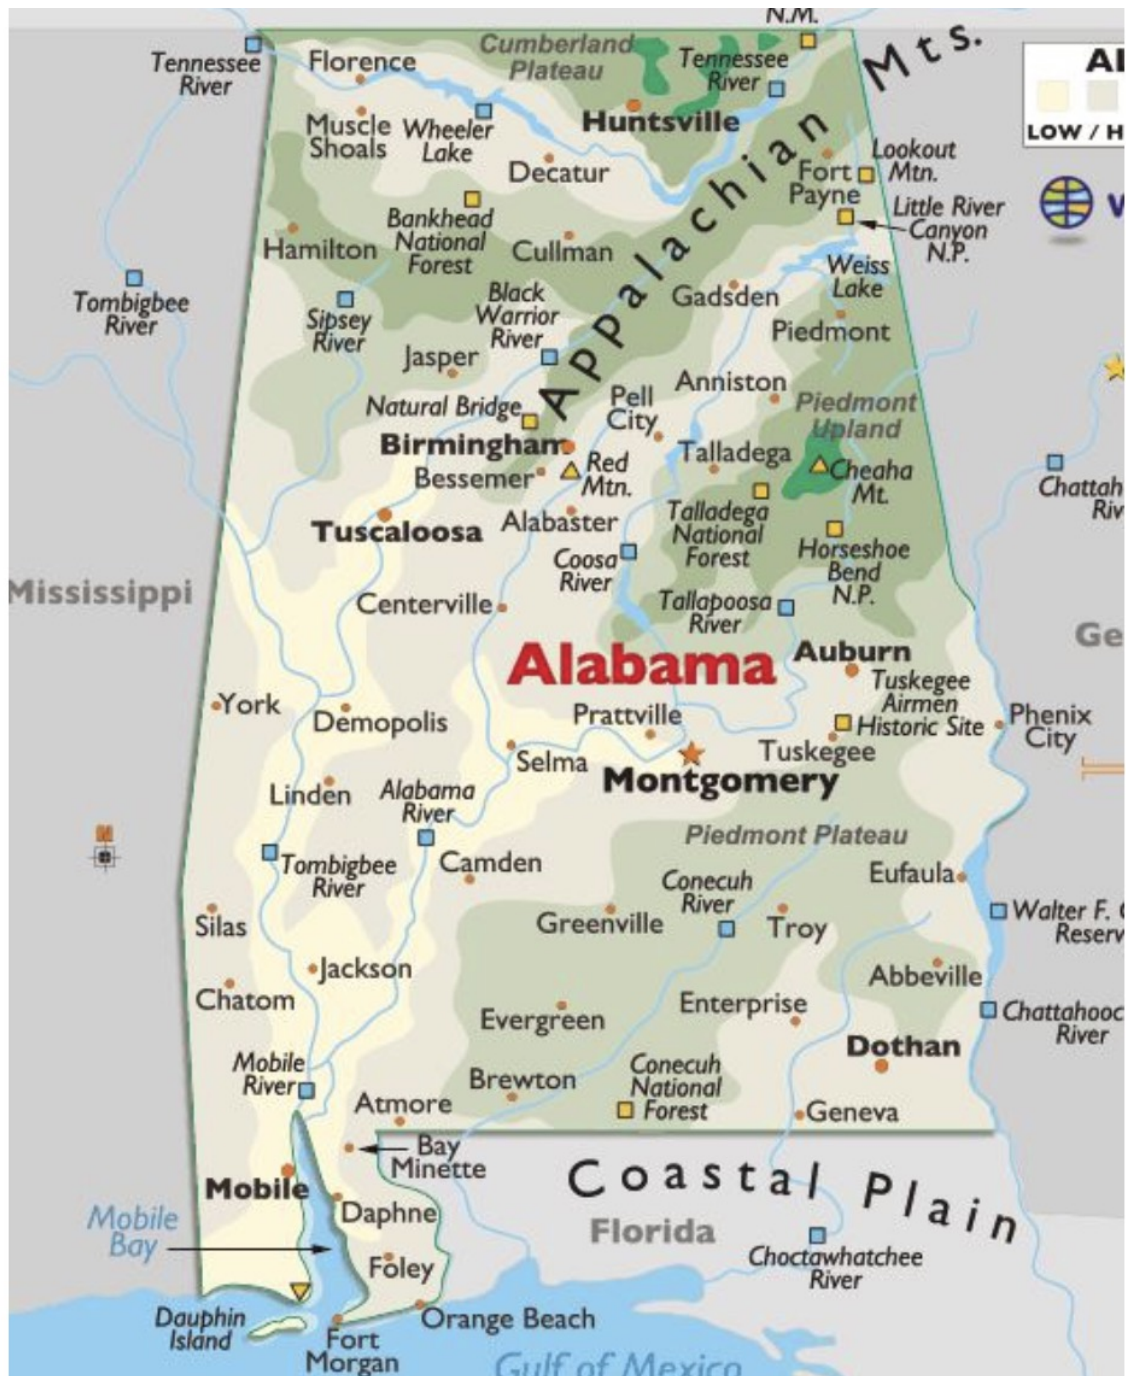 N.M.
Mts.
Tennessee
River
Florence
Cumberland
Plateau
Tennessee
River
LOW /
Muscle
Shoals
Wheeler
Lake
Huntsville
Decatur
Appalachian
Fort
Payne
Lookout
Mtn.
Little River
Canyon
N.P.
Hamilton
Bankhead
National
Forest
Cullman
Weiss
Lake
Tombigbee
River
Sipsey
River
Black
Warrior
River
Gadsden
Piedmont
Jasper
Anniston
Natural Bridge
Pell
City
Piedmont
Upland
Birmingham
Bessemer
Red
Mtn.
Talladega
Cheaha
Mt.
Tuscaloosa
Alabaster
Talladega
National
Forest
Coosa
River
Horseshoe
Bend
N.P.
Mississippi
Centerville
Tallapoosa
River
Alabama
Auburn
Tuskegee
Airmen
Historic Site
York
Demopolis
Prattville
Phenix
City
Selma
Tuskegee
Montgomery
Linden
Alabama
River
N
Piedmont Plateau
Tombigbee
River
Camden
Conecuh
River
Eufaula
Silas
Greenville
Troy
Walter F.
Jackson
Chatom
Abbeville
Evergreen
Enterprise
River
Dothan
Mobile
River
Brewton
Conecuh
National
Forest
Atmore
Geneva
Bay
Minette
Coastal Plain
Mobile
Daphne
Florida
Mobile
Bay
Foley
Choctawhatchee
River
Dauphin
Island
Orange Beach
Fort
Morgan
Gulf of Mexico